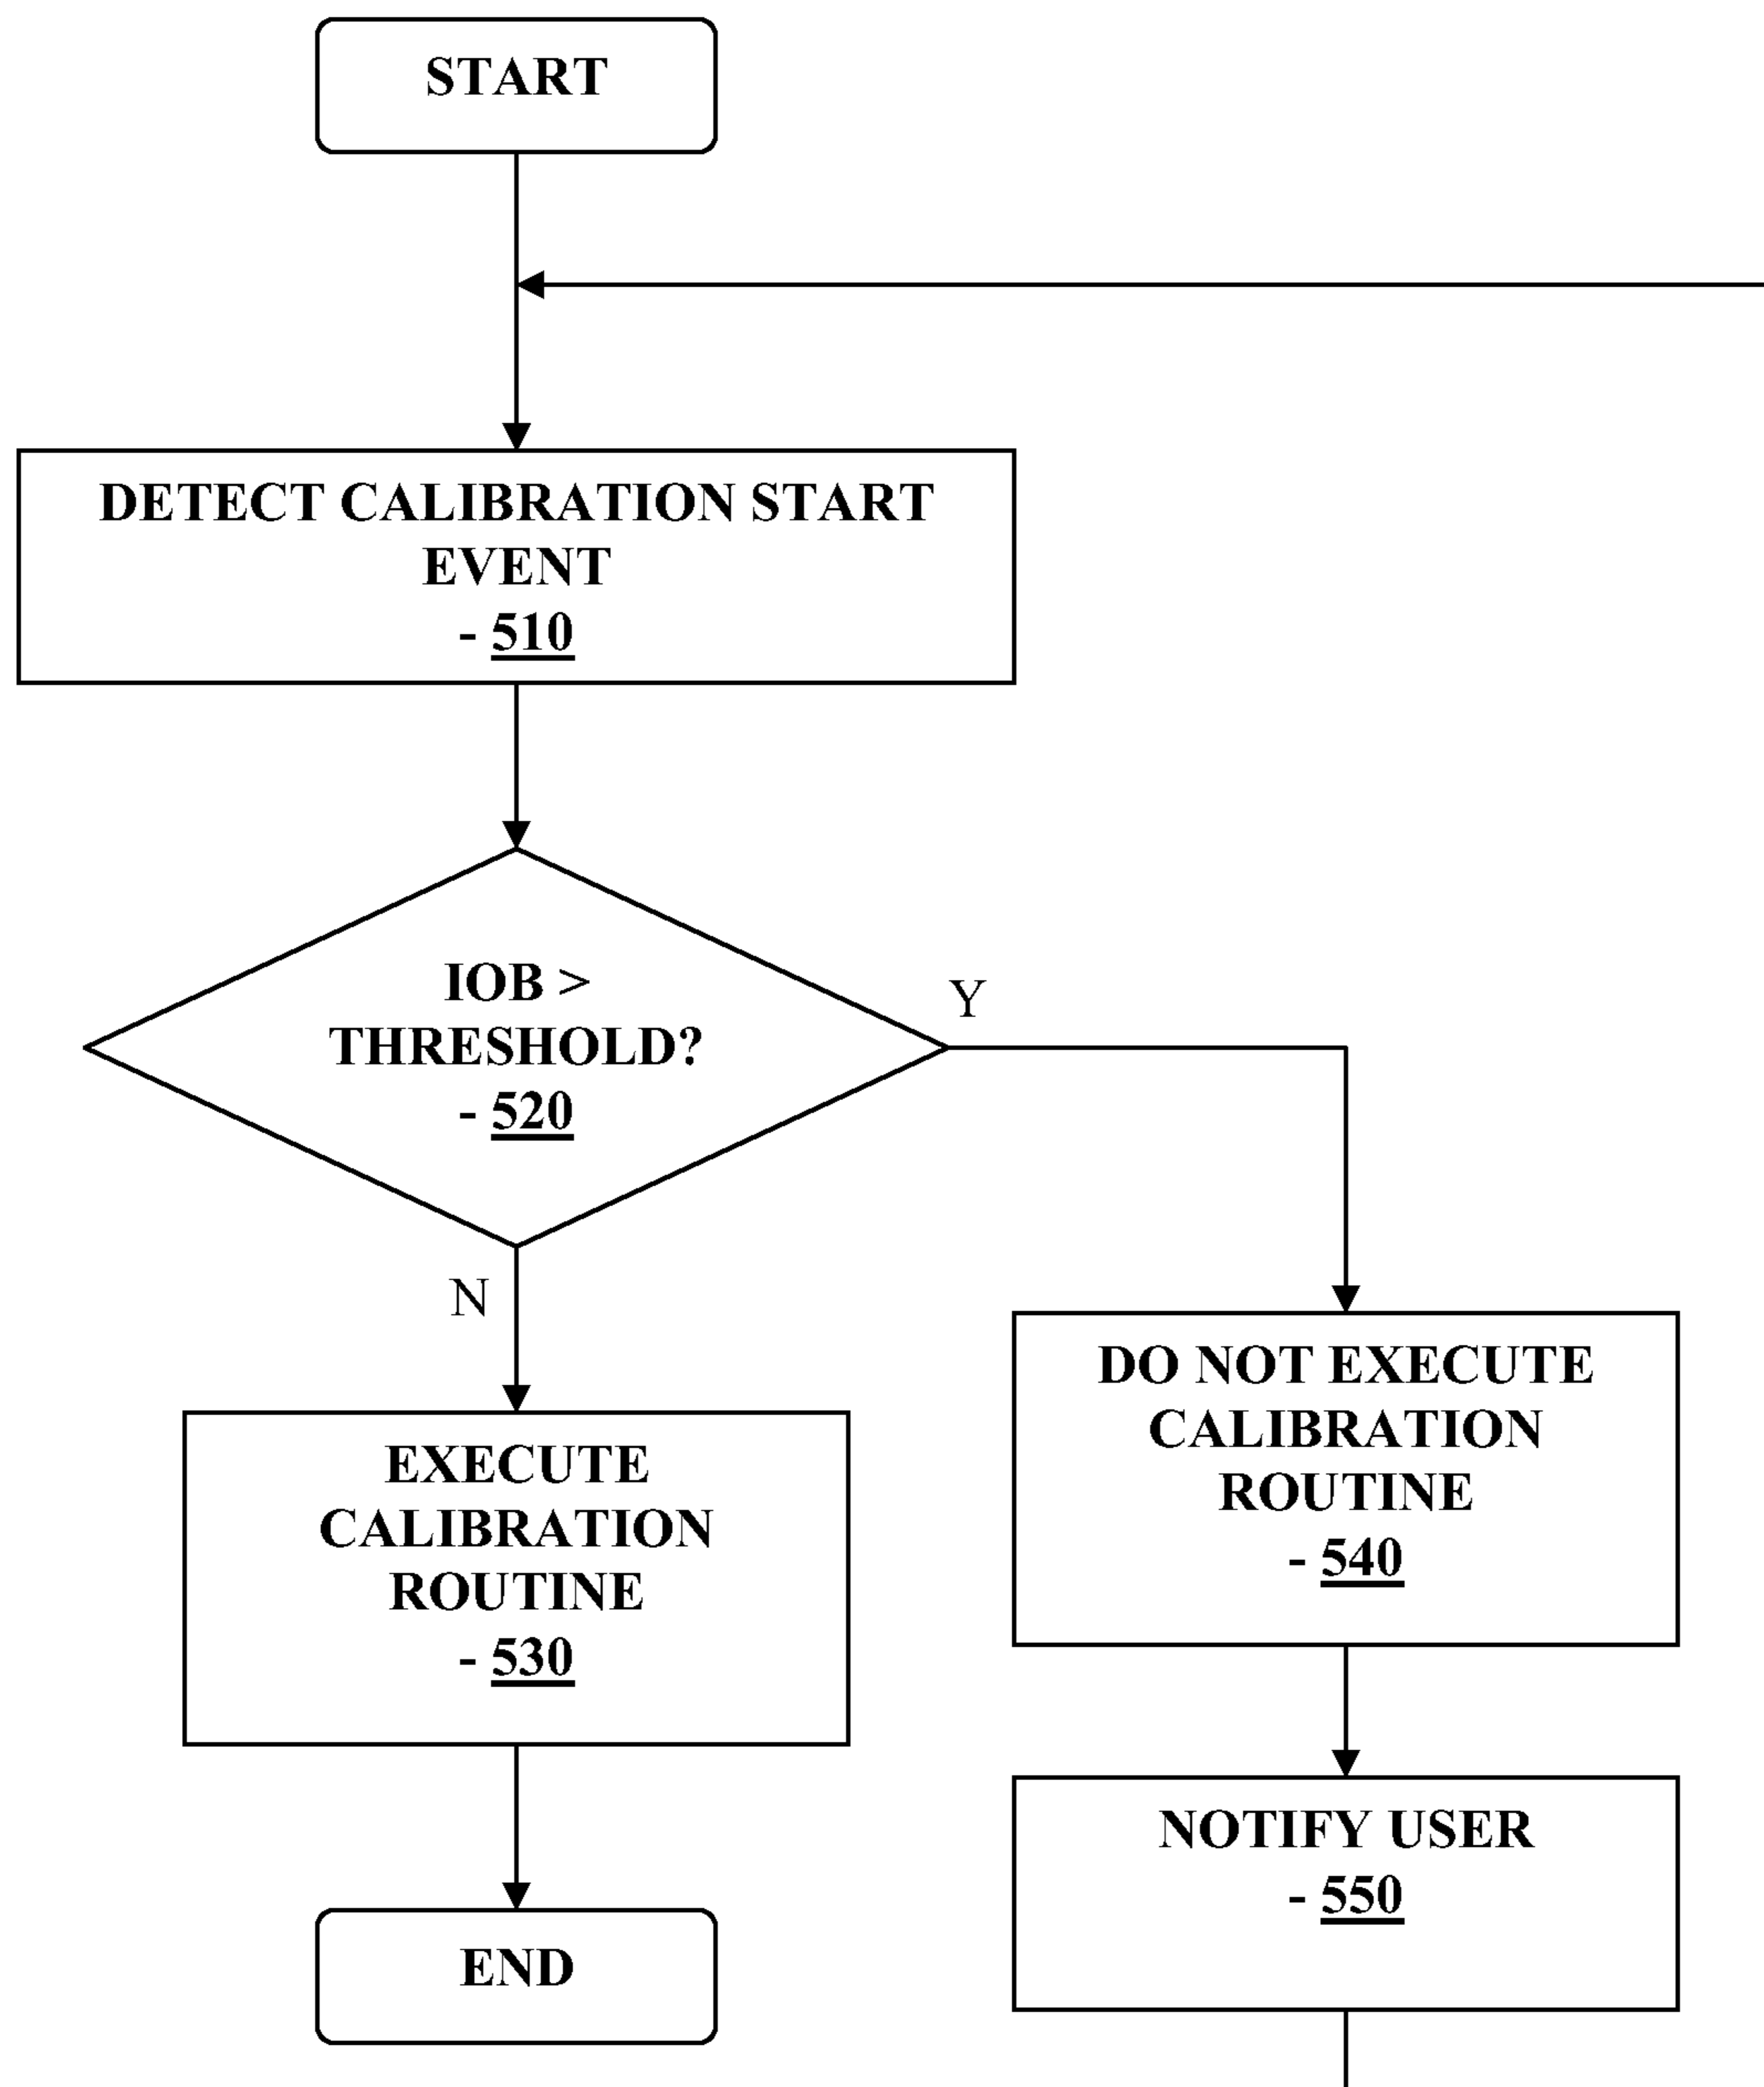 START
DETECT CALIBRATION START
EVENT
- 510
IOB >
THRESHOLD?
- 520
Y
N
EXECUTE
CALIBRATION
ROUTINE
- 530
DO NOT EXECUTE
CALIBRATION
ROUTINE
- 540
NOTIFY USER
- 550
END